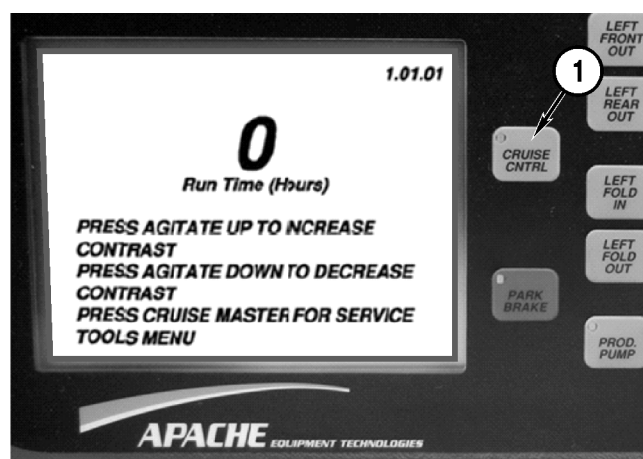 1.01.01
0
Run Time (Hours)
PRESS AGITATE UP TO NCREASE
CONTRAST
PRESS AGITATE DOWN TO DECREASE
CONTRAST
PRESS CRUISE MASTER FOR SERVICE
TOOLS MENU
1
CRUISE
CNTRL
PARK
BRAKE
LEFT
FRONT
OUT
LEFT
REAR
OUT
LEFT
FOLD
IN
LEFT
FOLD
OUT
PROD.
PUMP
APACHE EQUIPMENT TECHNOLOGIES